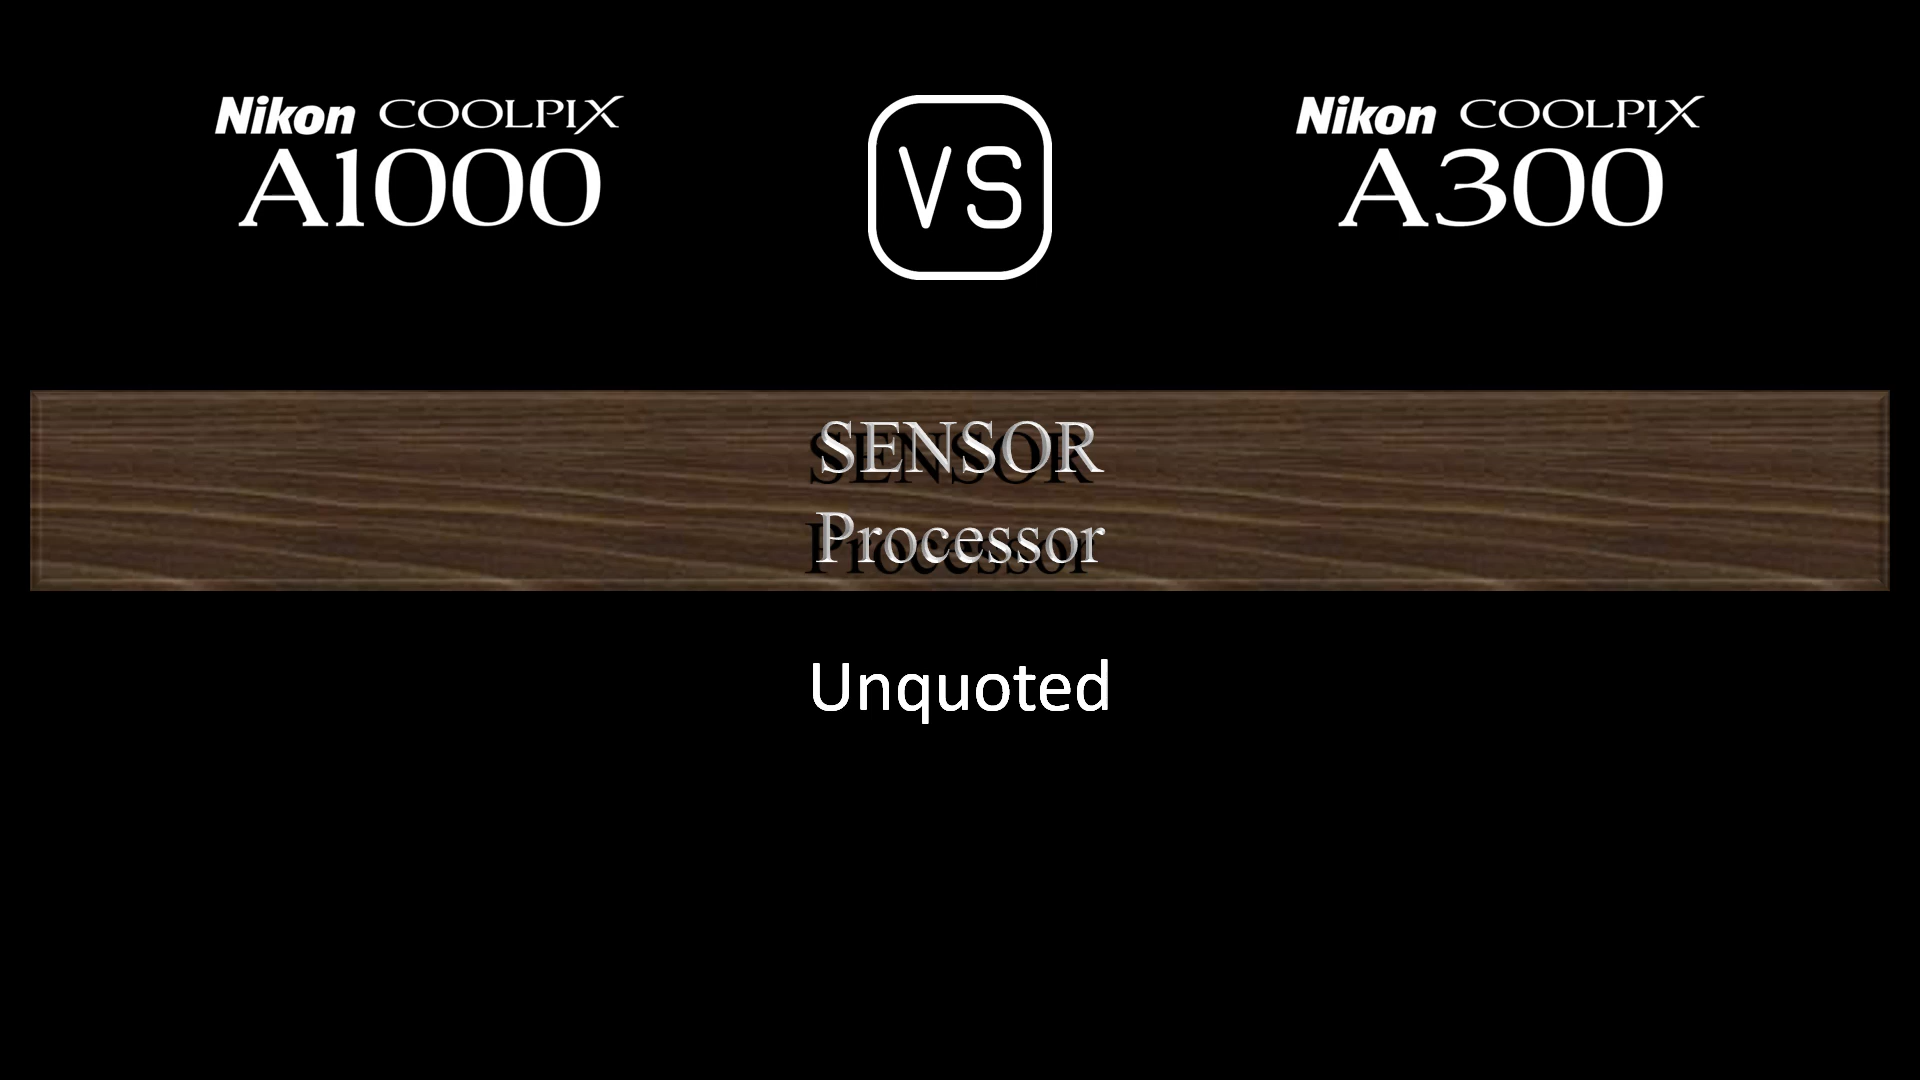 Nikon COOLPIX
A1000
VS
Nikon COOLPIX
A300
SENSOR
Processor
Unquoted